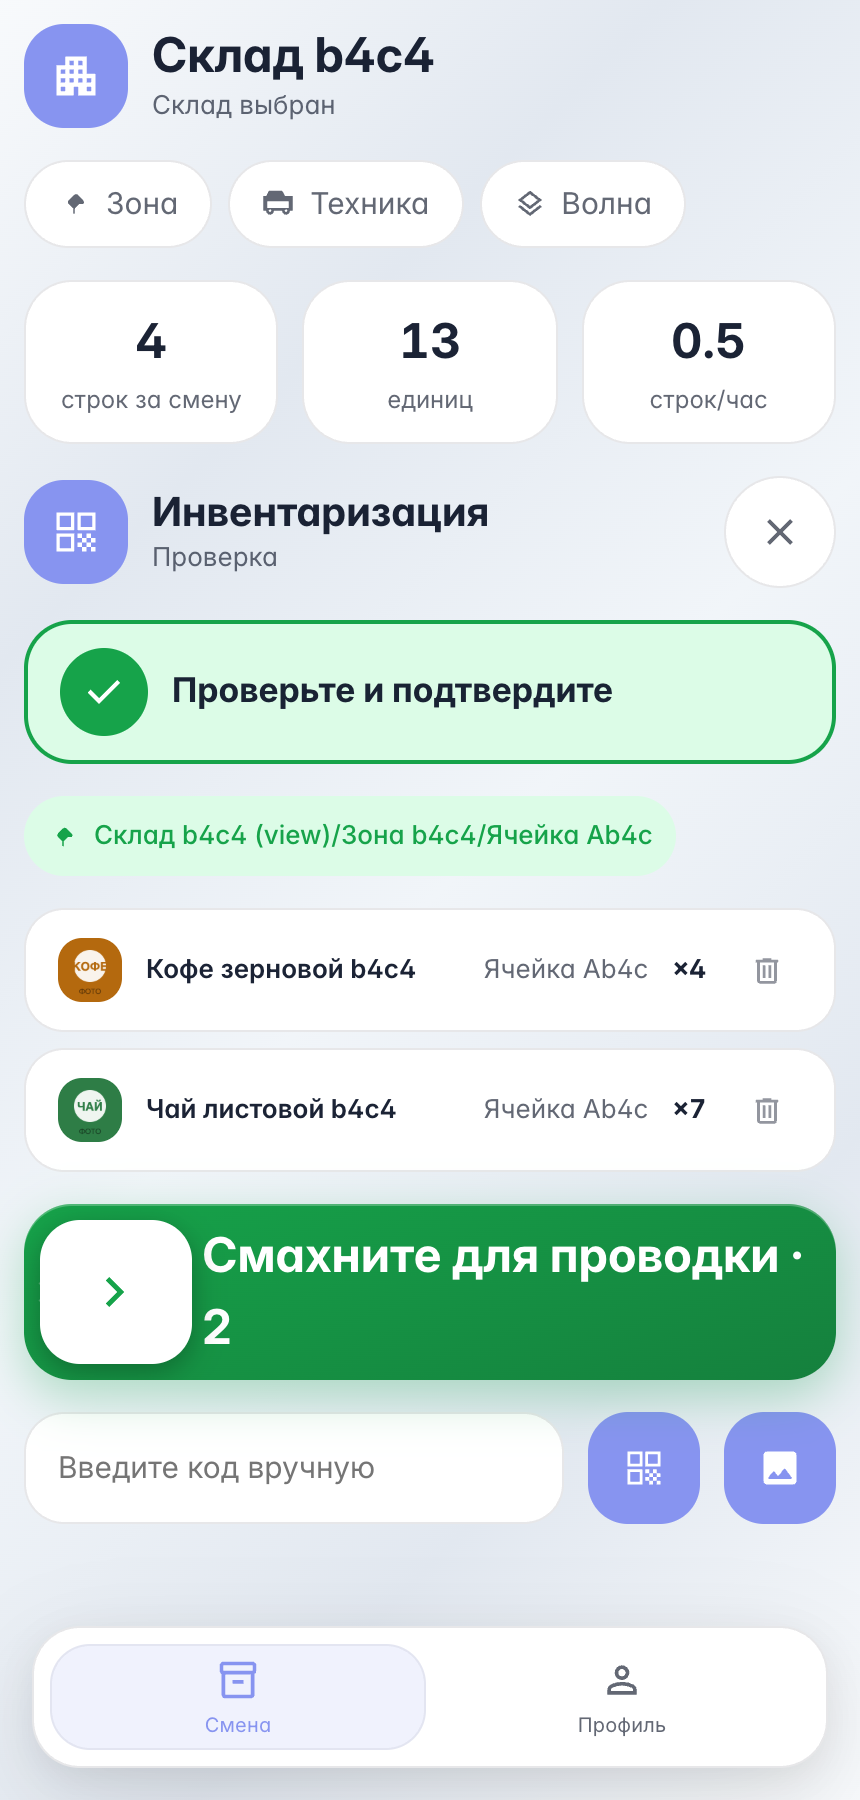 Склад b4c4
Склад выбран
Зона
Техника
Волна
4
строк за смену
13
единиц
0.5
строк/час
Инвентаризация
Проверка
Проверьте и подтвердите
Склад b4c4 (view)/Зона b4c4/Ячейка Ab4c
КОФЕ
ФОТО
Кофе зерновой b4c4
Ячейка Ab4c
×4
ЧАЙ
ФОТО
Чай листовой b4c4
Ячейка Ab4c
×7
Смахните для проводки ·
2
Введите код вручную
Смена
Профиль